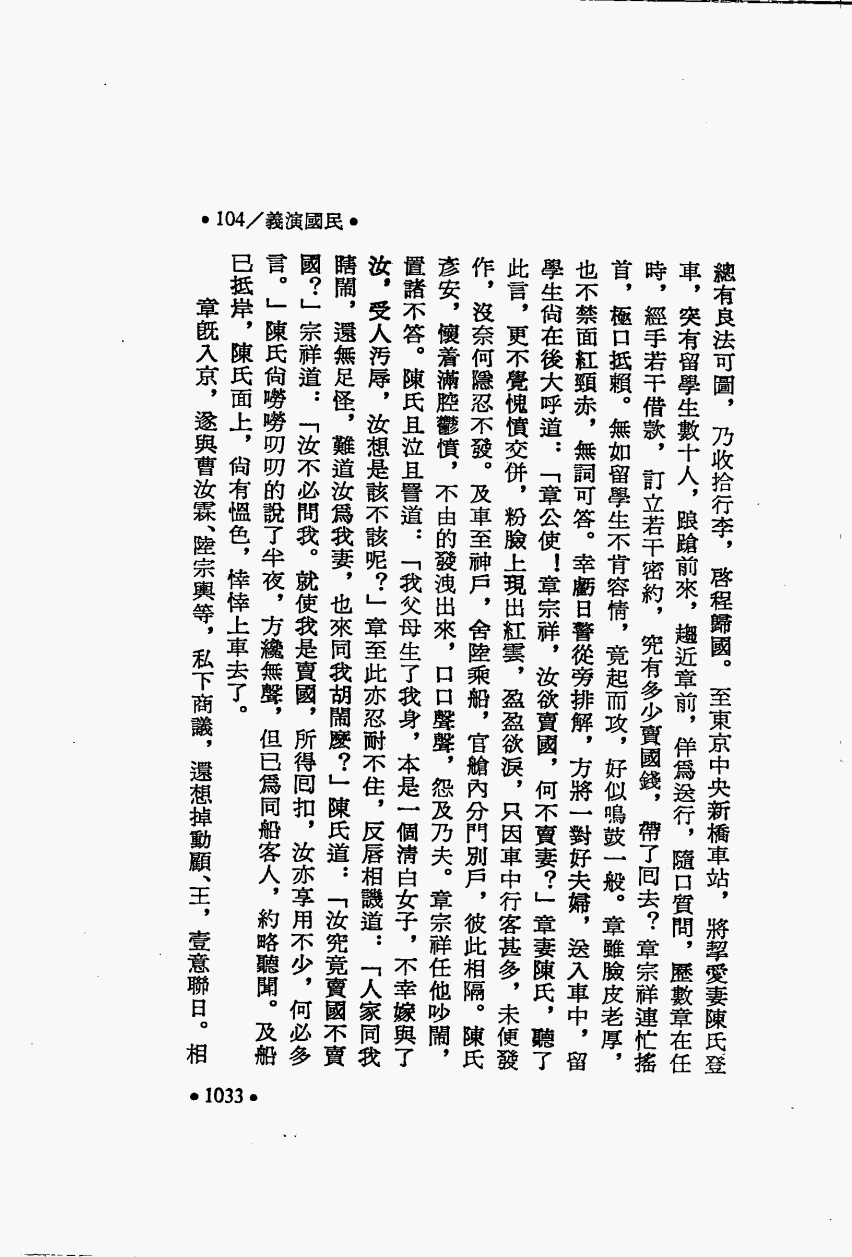 •104/義演國民•
總有良法可圖，乃收拾行李，啓程歸國。至東京中央新橋車站，將挈愛妻陳氏登
車，突有留學生數十人，踉蹌前來，趨近章前，佯爲送行，隨口質問，歷數章在任
時，經手若干借款，訂立若干密約，究有多少賣國錢，帶了回去？章宗祥連忙搖
首，極口抵賴。無如留學生不肯容情，竟起而攻，好似鳴鼓一般。章雖臉皮老厚，
也不禁面紅頸赤，無詞可答。幸虧日警從旁排解，方將一對好夫婦，送入車中，留
學生尙在後大呼道：「章公使！章宗祥，汝欲賣國，何不賣妻？」章妻陳氏，聽了
此言，更不覺愧憤交併，粉臉上現出紅雲，盈盈欲淚，只因車中行客甚多，未便發
作，沒奈何隱忍不發。及車至神戶，舍陸乘船，官艙內分門別戶，彼此相隔。陳氏
彥安，懷着滿腔鬱憤，不由的發洩出來，口口聲聲，怨及乃夫。章宗祥任他吵鬧，
置諸不答。陳氏且泣且詈道：「我父母生了我身，本是一個淸白女子，不幸嫁與了
汝，受人汚辱，汝想是該不該呢？」章至此亦忍耐不住，反唇相譏道：「人家同我
瞎鬧，還無足怪，難道汝爲我妻，也來同我胡鬧麼？」陳氏道：「汝究竟賣國不賣
國？」宗祥道：「汝不必問我。就使我是賣國，所得回扣，汝亦享用不少，何必多
言。」陳氏尙嘮嘮叨叨的說了半夜，方纔無聲，但已爲同船客人，約略聽聞。及船
已抵岸，陳氏面上，尙有慍色，悻悻上車去了。
章旣入京，遂與曹汝霖、陸宗輿等，私下商議，還想掉動顧、王，壹意聯日。相
•1033•